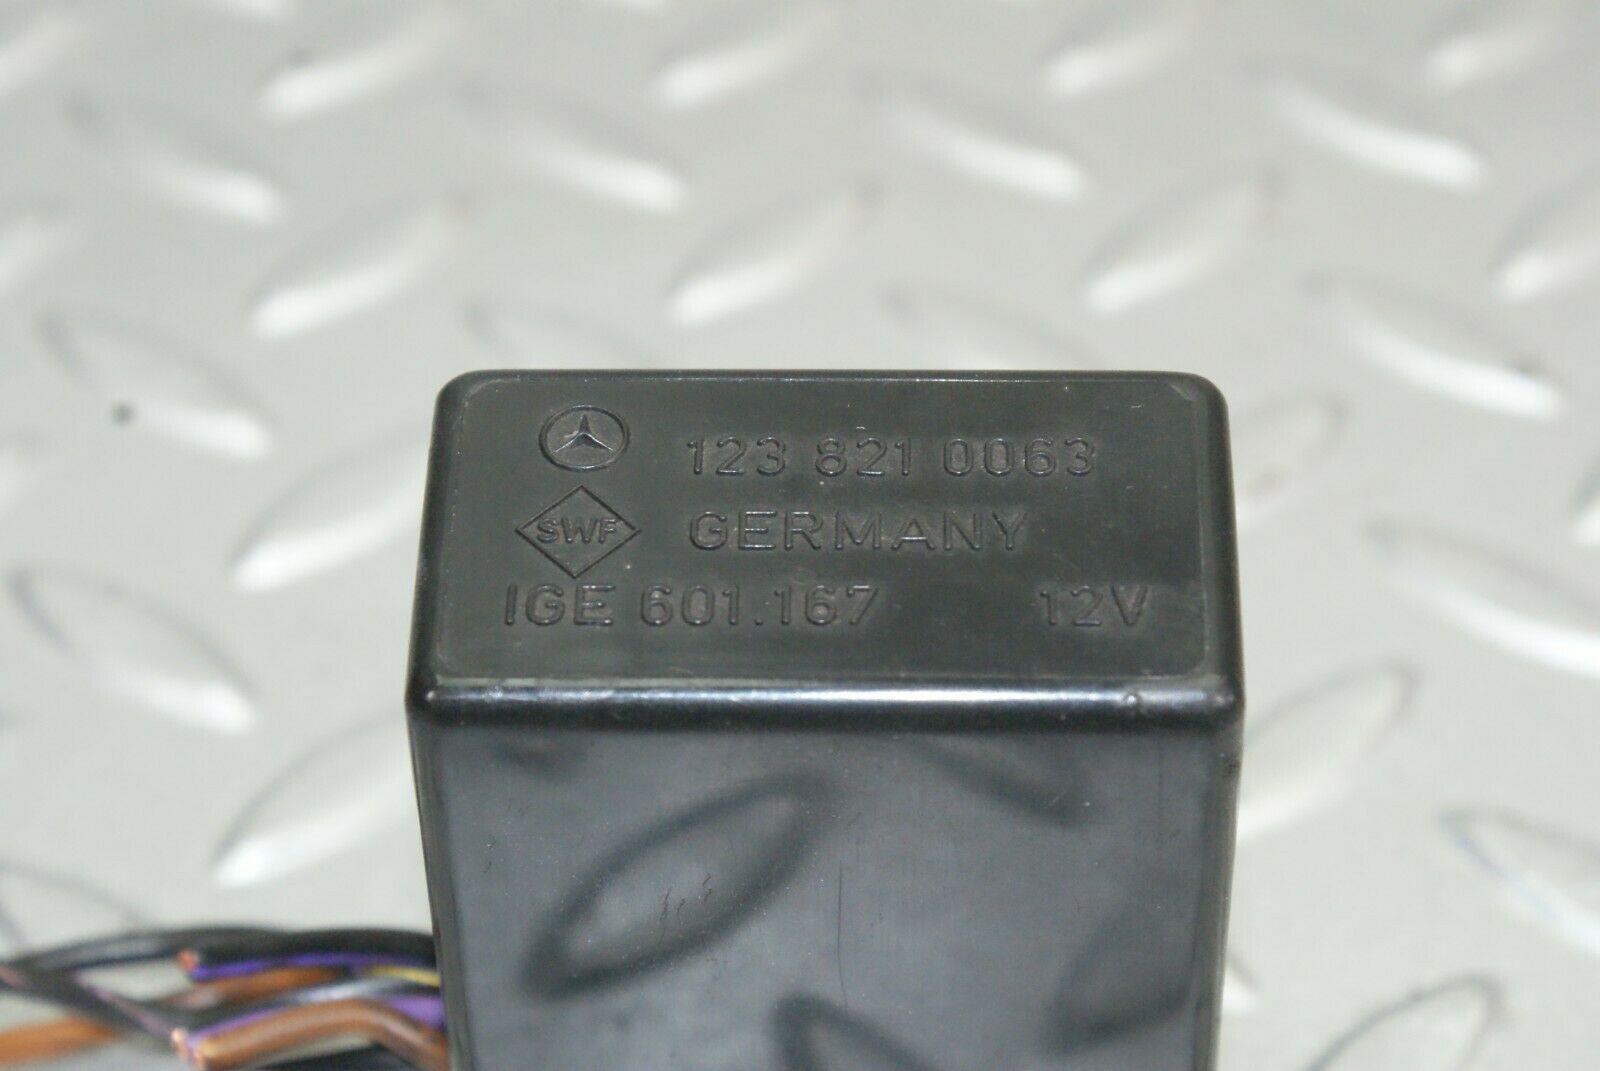 123 821 0063
SWF GERMANY
IGE 601.167 12V